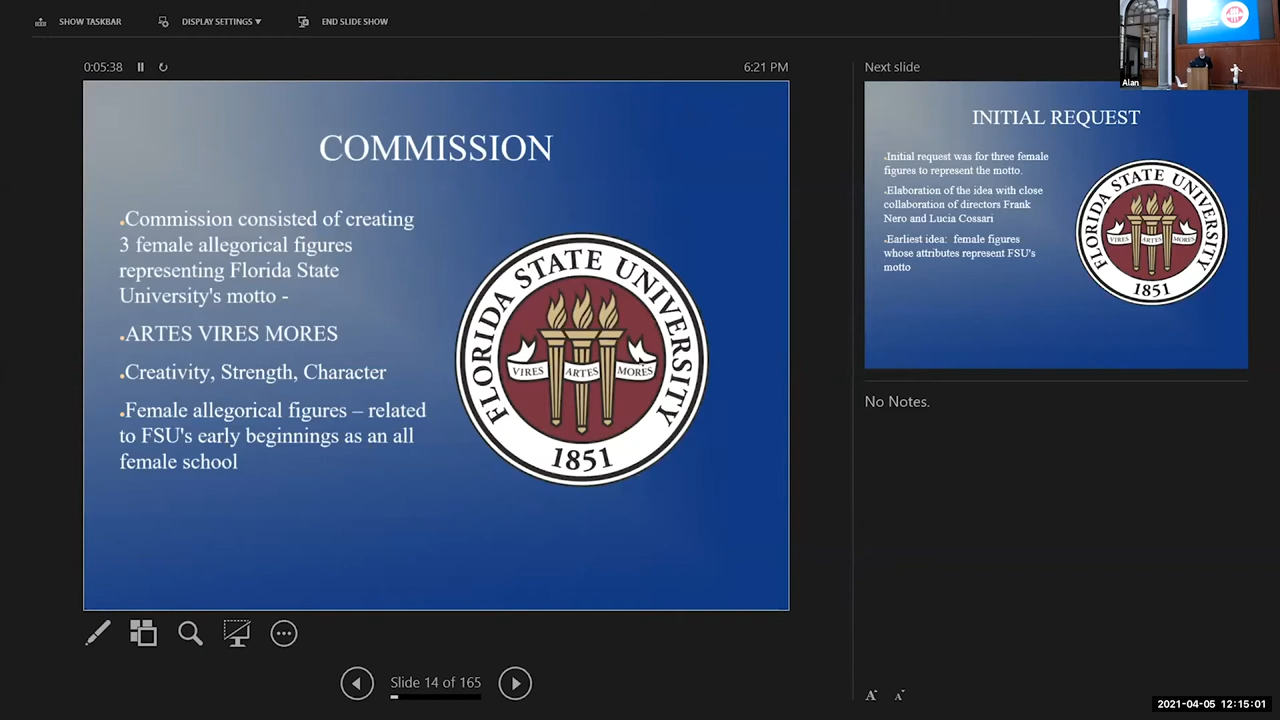 SHOW TASKBAR
DISPLAY SETTINGS ▼
END SLIDE SHOW
Alan
0:05:38
6:21 PM
COMMISSION
Commission consisted of creating
3 female allegorical figures
representing Florida State
University's motto -
ARTES VIRES MORES
Creativity, Strength, Character
Female allegorical figures – related
to FSU's early beginnings as an all
female school
FLORIDA STATE UNIVERSITY
VIRES ARTES MORES
1851
Next slide
INITIAL REQUEST
Initial request was for three female
figures to represent the motto.
Elaboration of the idea with close
collaboration of directors Frank
Nero and Lucia Cossari
Earliest idea: female figures
whose attributes represent FSU's
motto
FLORIDA STATE UNIVERSITY
VIRES ARTES MORES
1851
No Notes.
Slide 14 of 165
A A
2021-04-05 12:15:01